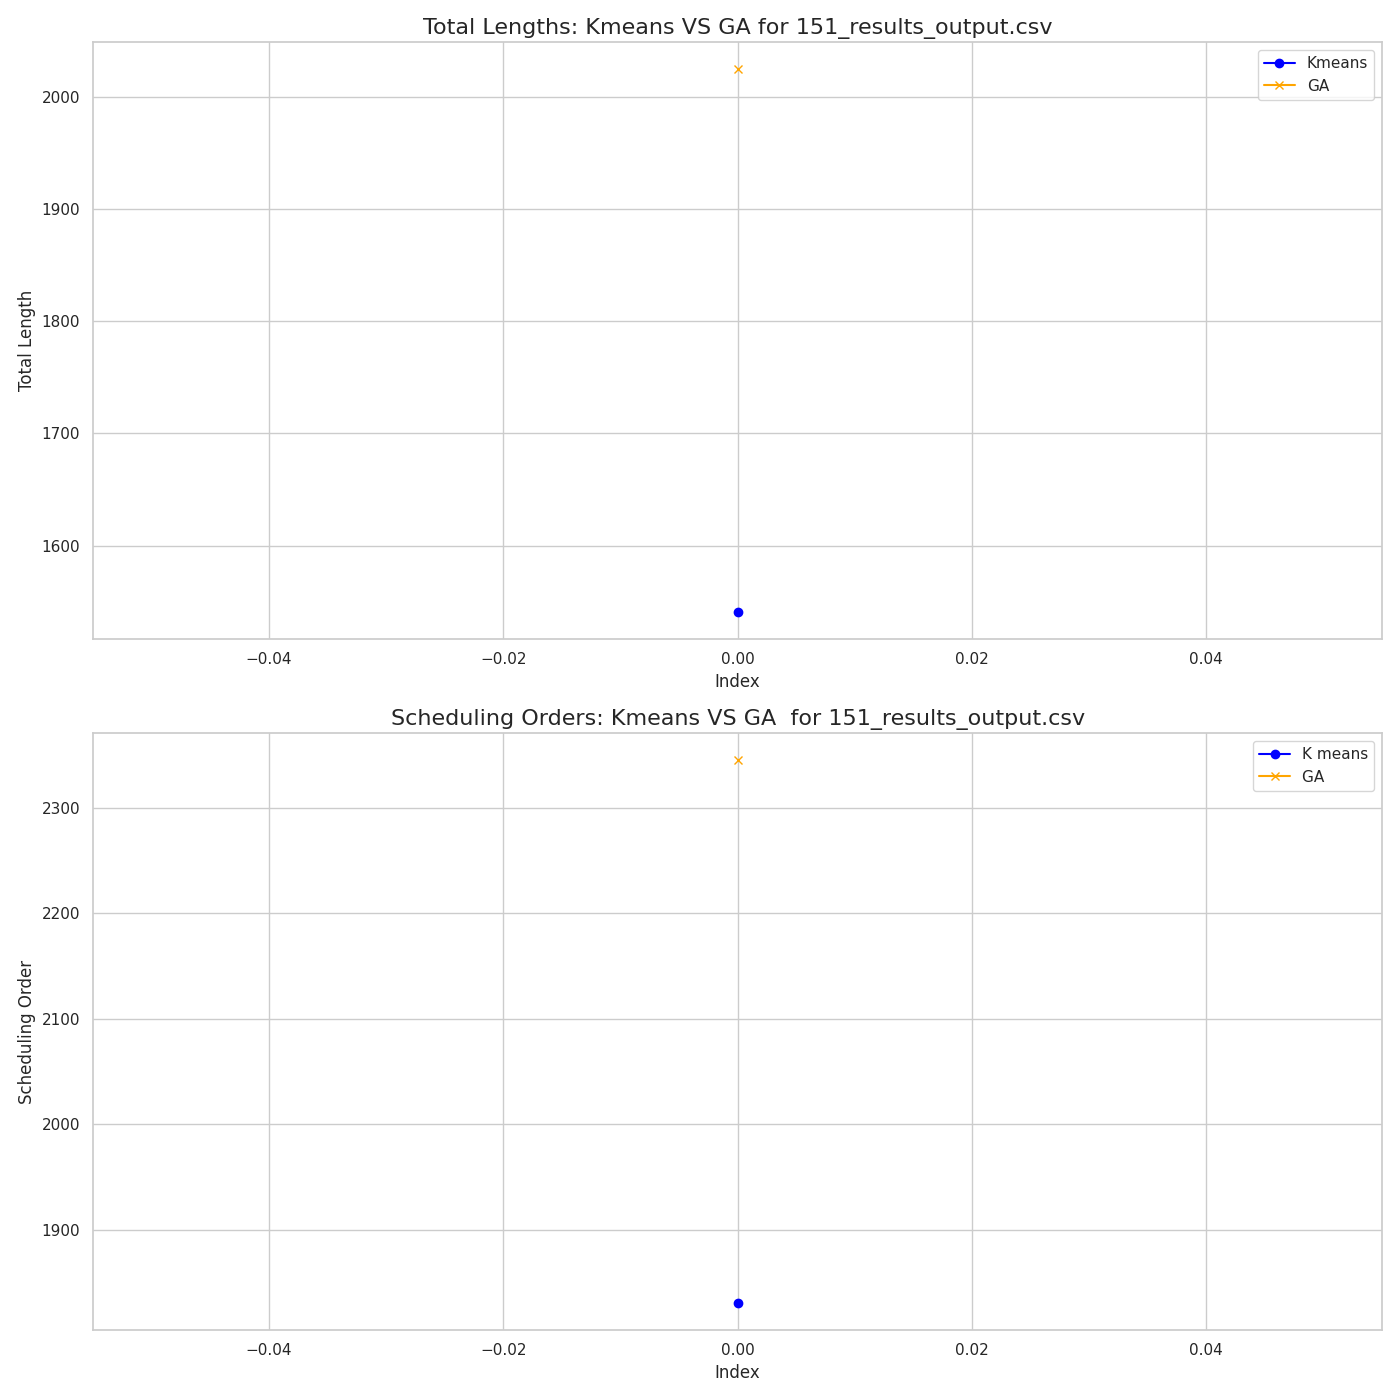 Total Lengths: Kmeans VS GA for 151_results_output.csv
Kmeans
GA
2000
1900
1800
1700
1600
Total Length
−0.04
−0.02
0.00
0.02
0.04
Index
Scheduling Orders: Kmeans VS GA  for 151_results_output.csv
K means
GA
2300
2200
2100
2000
1900
Scheduling Order
−0.04
−0.02
0.00
0.02
0.04
Index